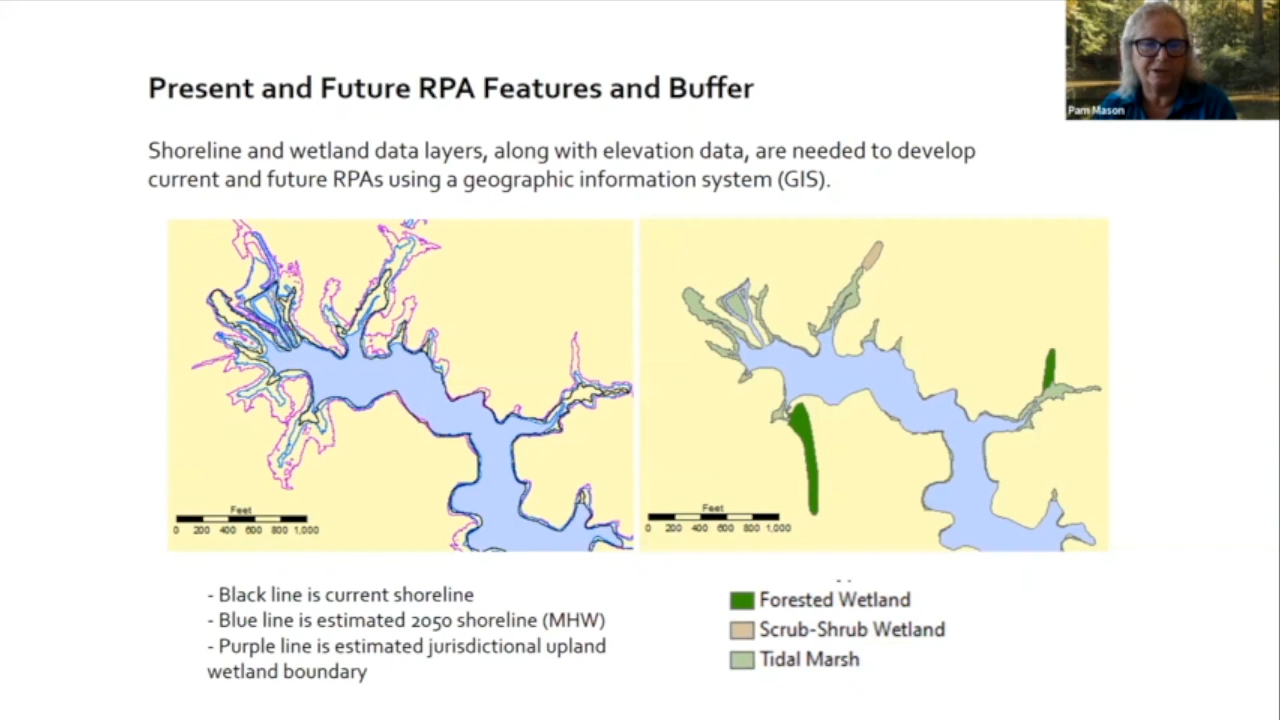 Pam Mason
Present and Future RPA Features and Buffer
Shoreline and wetland data layers, along with elevation data, are needed to develop
current and future RPAs using a geographic information system (GIS).
Feet
0 200 400 600 800 1,000
Feet
0 200 400 600 800 1,000
- Black line is current shoreline
- Blue line is estimated 2050 shoreline (MHW)
- Purple line is estimated jurisdictional upland
wetland boundary
Forested Wetland
Scrub-Shrub Wetland
Tidal Marsh